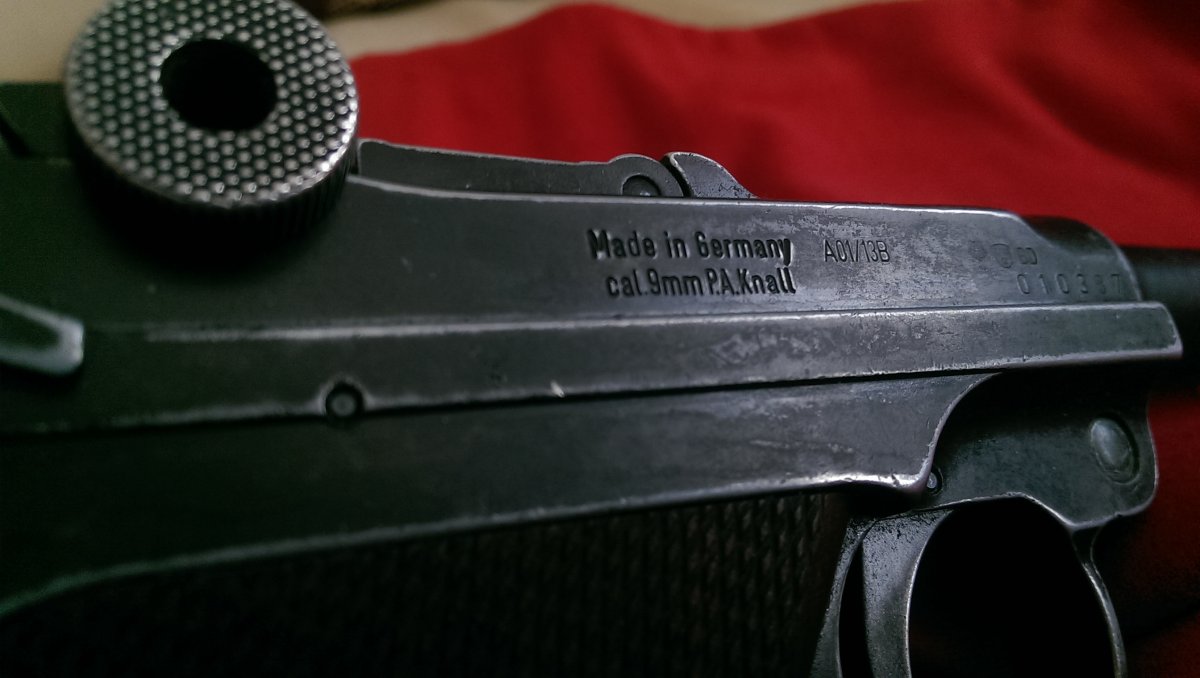 Made in Germany
cal.9mm P.A.Knall
A01/13B
010387